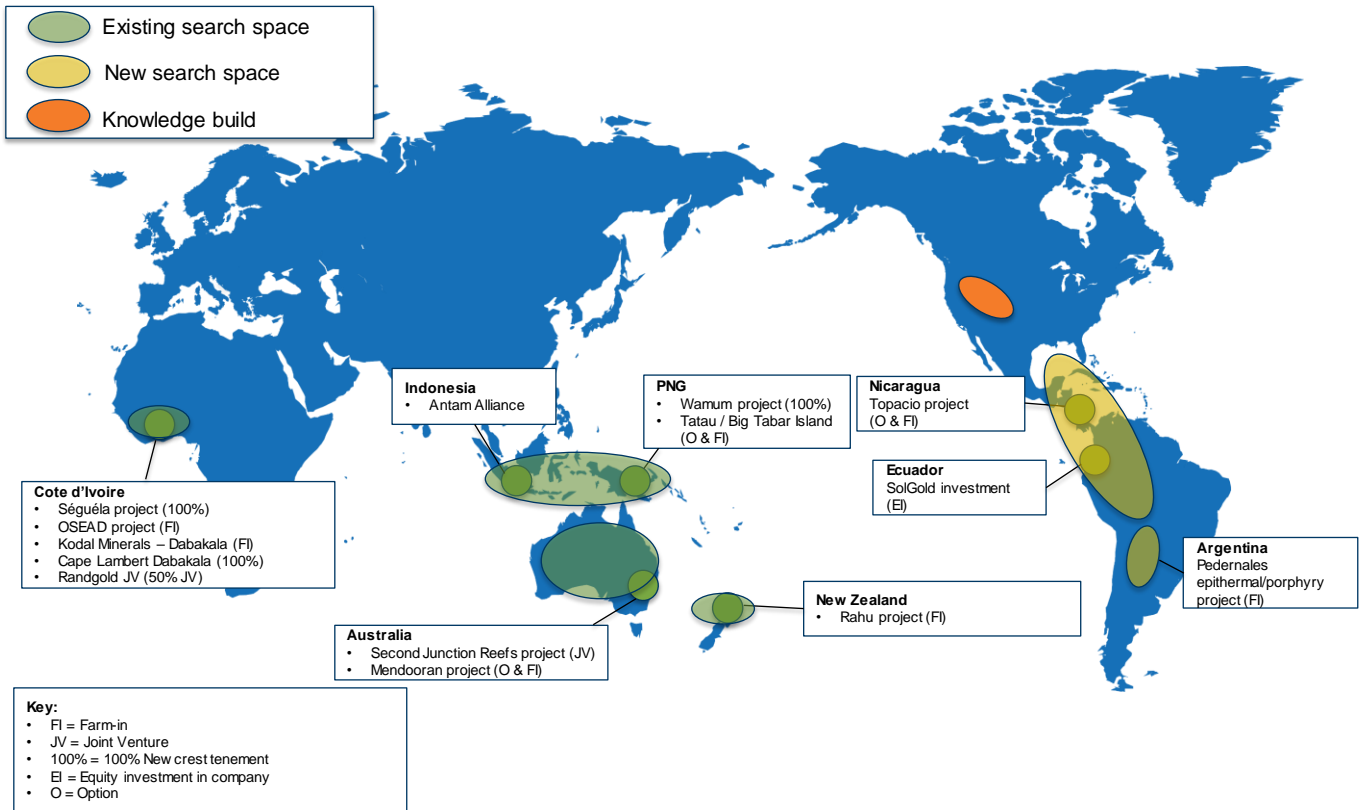 Existing search space
New search space
Knowledge build
Indonesia
• Antam Alliance
PNG
• Wamum project (100%)
• Tatau / Big Tabar Island
(O & FI)
Nicaragua
Topacio project
(O & FI)
Ecuador
SolGold investment
(EI)
Cote d'Ivoire
• Séguéla project (100%)
• OSEAD project (FI)
• Kodal Minerals – Dabakala (FI)
• Cape Lambert Dabakala (100%)
• Randgold JV (50% JV)
Argentina
Pedernales
epithermal/porphyry
project (FI)
New Zealand
• Rahu project (FI)
Australia
• Second Junction Reefs project (JV)
• Mendooran project (O & FI)
Key:
• FI = Farm-in
• JV = Joint Venture
• 100% = 100% New crest tenement
• EI = Equity investment in company
• O = Option